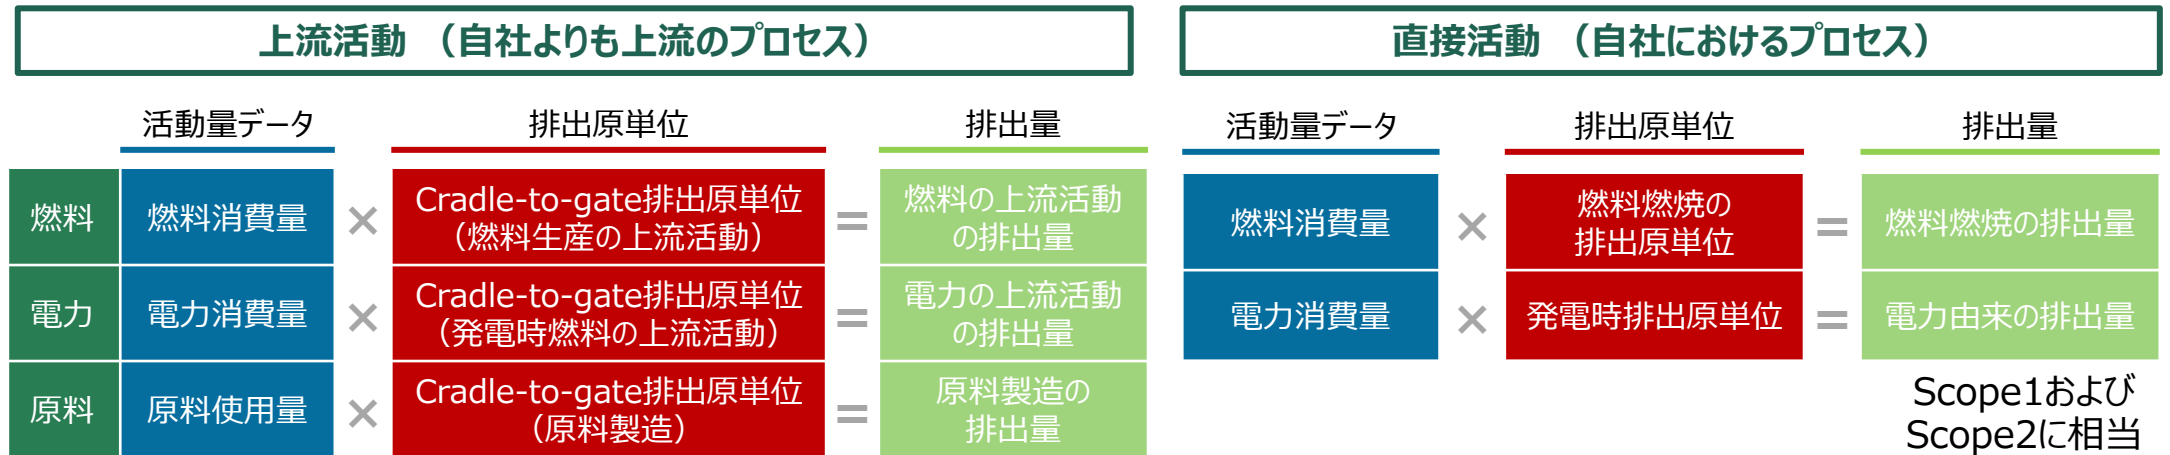 上流活動 （自社よりも上流のプロセス）
活動量データ
排出原単位
排出量
燃料
燃料消費量
×
Cradle-to-gate排出原単位
（燃料生産の上流活動）
=
燃料の上流活動
の排出量
電力
電力消費量
×
Cradle-to-gate排出原単位
（発電時燃料の上流活動）
=
電力の上流活動
の排出量
原料
原料使用量
×
Cradle-to-gate排出原単位
（原料製造）
=
原料製造の
排出量
直接活動 （自社におけるプロセス）
活動量データ
排出原単位
排出量
燃料消費量
×
燃料燃焼の
排出原単位
=
燃料燃焼の排出量
電力消費量
×
発電時排出原単位
=
電力由来の排出量
Scope1および
Scope2に相当